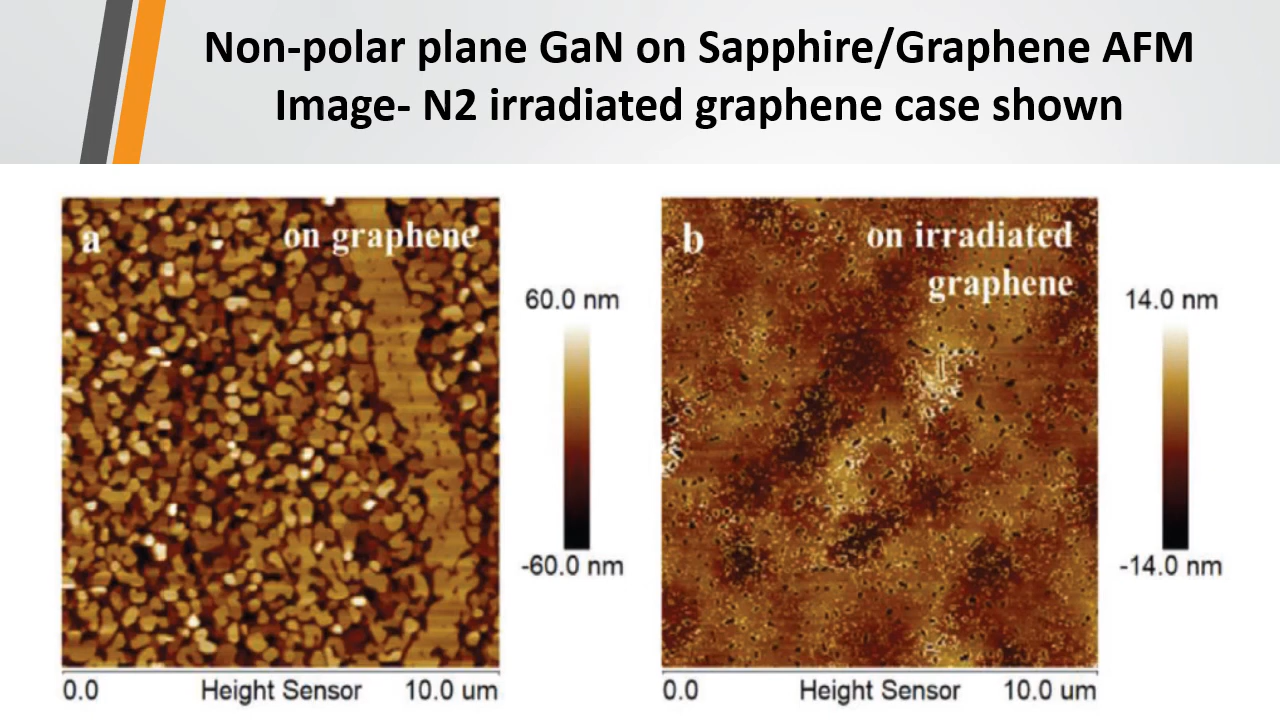 Non-polar plane GaN on Sapphire/Graphene AFM
Image- N2 irradiated graphene case shown
a
on graphene
60.0 nm
-60.0 nm
0.0
Height Sensor
10.0 um
b
on irradiated
graphene
14.0 nm
-14.0 nm
0.0
Height Sensor
10.0 um